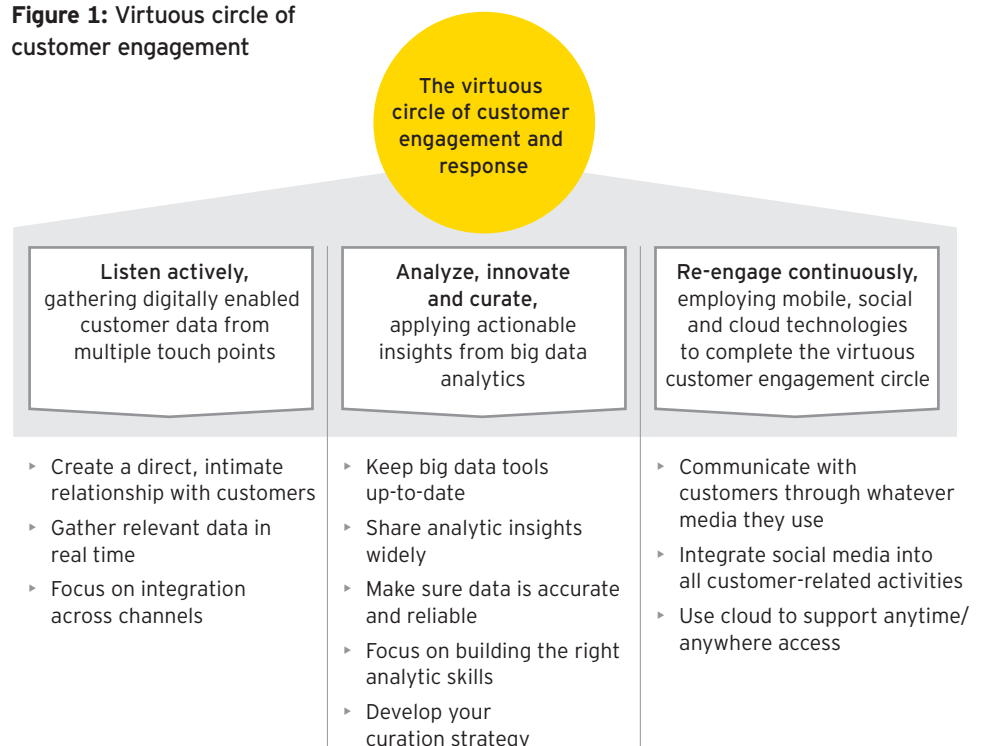 Figure 1: Virtuous circle of
customer engagement
The virtuous
circle of customer
engagement and
response
Listen actively,
gathering digitally enabled
customer data from
multiple touch points
Analyze, innovate
and curate,
applying actionable
insights from big data
analytics
Re-engage continuously,
employing mobile, social
and cloud technologies
to complete the virtuous
customer engagement circle
‣ Create a direct, intimate
relationship with customers
‣ Gather relevant data in
real time
‣ Focus on integration
across channels
‣ Keep big data tools
up-to-date
‣ Share analytic insights
widely
‣ Make sure data is accurate
and reliable
‣ Focus on building the right
analytic skills
‣ Develop your
curation strategy
‣ Communicate with
customers through whatever
media they use
‣ Integrate social media into
all customer-related activities
‣ Use cloud to support anytime/
anywhere access